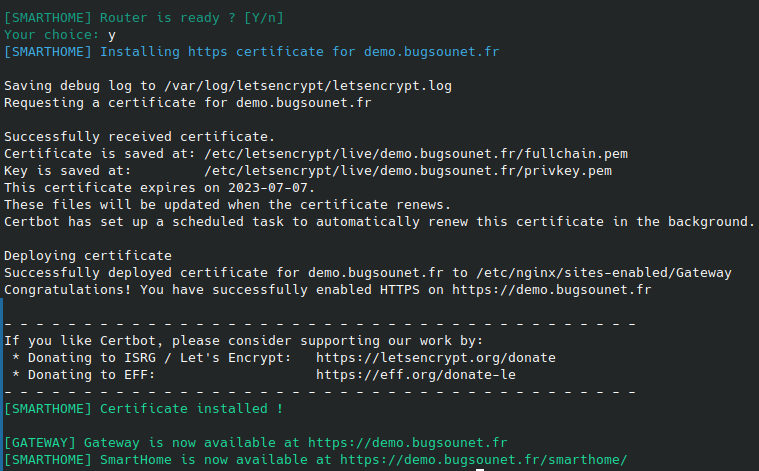 [SMARTHOME] Router is ready ? [Y/n]
Your choice: y
[SMARTHOME] Installing https certificate for demo.bugsounet.fr
Saving debug log to /var/log/letsencrypt/letsencrypt.log
Requesting a certificate for demo.bugsounet.fr
Successfully received certificate.
Certificate is saved at: /etc/letsencrypt/live/demo.bugsounet.fr/fullchain.pem
Key is saved at:         /etc/letsencrypt/live/demo.bugsounet.fr/privkey.pem
This certificate expires on 2023-07-07.
These files will be updated when the certificate renews.
Certbot has set up a scheduled task to automatically renew this certificate in the background.
Deploying certificate
Successfully deployed certificate for demo.bugsounet.fr to /etc/nginx/sites-enabled/Gateway
Congratulations! You have successfully enabled HTTPS on https://demo.bugsounet.fr
- - - - - - - - - - - - - - - - - - - - - - - - - - - - - - - - - - - - - - - -
If you like Certbot, please consider supporting our work by:
 * Donating to ISRG / Let's Encrypt:   https://letsencrypt.org/donate
 * Donating to EFF:                    https://eff.org/donate-le
- - - - - - - - - - - - - - - - - - - - - - - - - - - - - - - - - - - - - - - -
[SMARTHOME] Certificate installed !
[GATEWAY] Gateway is now available at https://demo.bugsounet.fr
[SMARTHOME] SmartHome is now available at https://demo.bugsounet.fr/smarthome/